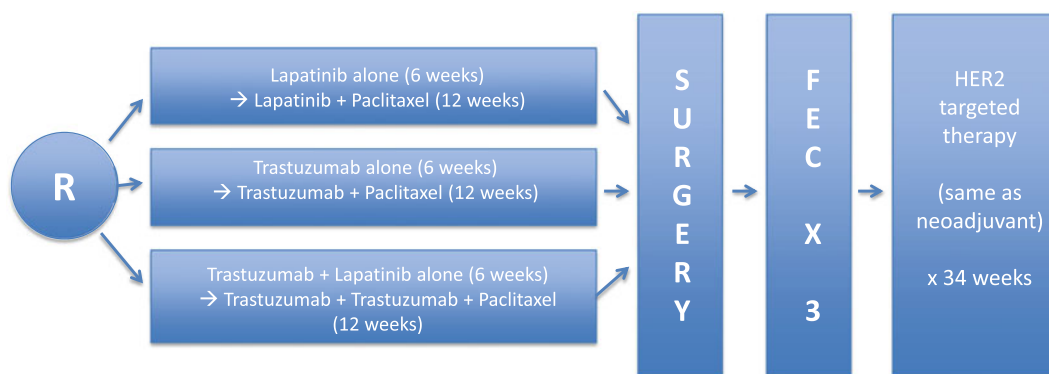 R
Lapatinib alone (6 weeks)
→ Lapatinib + Paclitaxel (12 weeks)
Trastuzumab alone (6 weeks)
→ Trastuzumab + Paclitaxel (12 weeks)
Trastuzumab + Lapatinib alone (6 weeks)
→ Trastuzumab + Trastuzumab + Paclitaxel
(12 weeks)
S
U
R
G
E
R
Y
F
E
C
X
3
HER2
targeted
therapy
(same as
neoadjuvant)
x 34 weeks